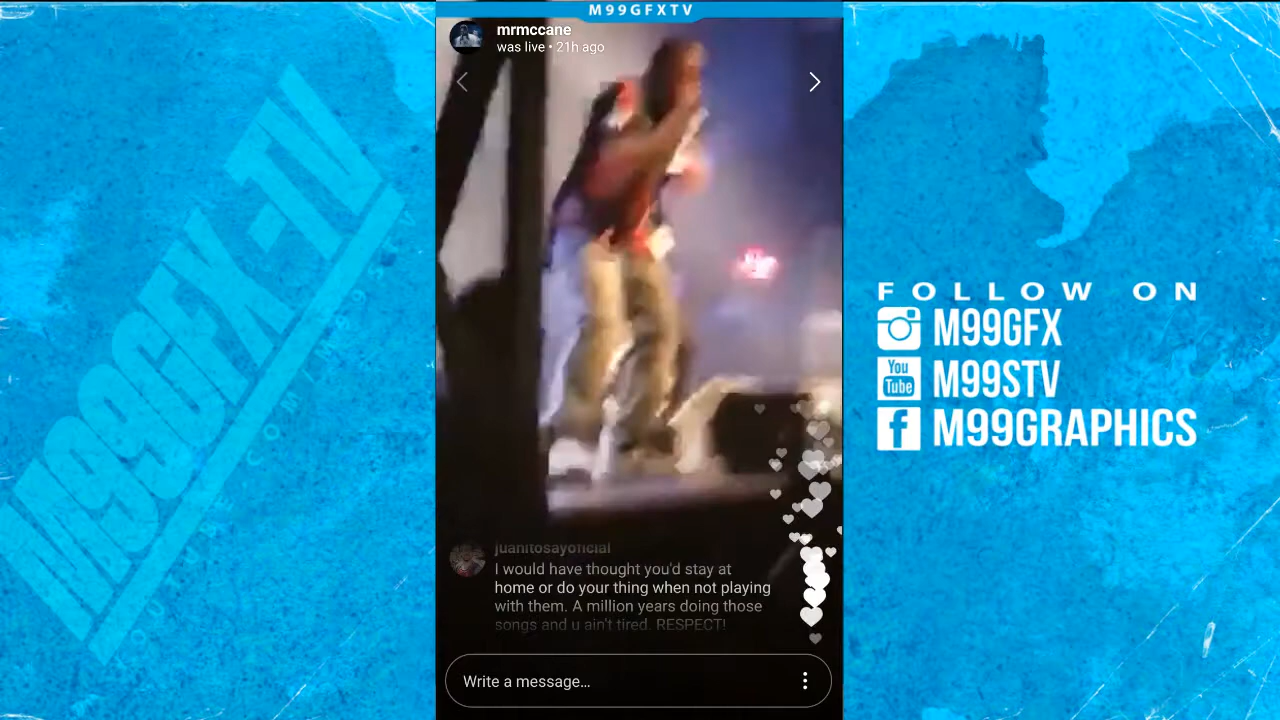 M99GFXTV
mrmccane
was live • 21h ago
M99GFX-TV
FOLLOW ON
M99GFX
You Tube M99STV
f M99GRAPHICS
juanitosayoficial
I would have thought you'd stay at
home or do your thing when not playing
with them. A million years doing those
songs and u ain't tired. RESPECT!
Write a message...